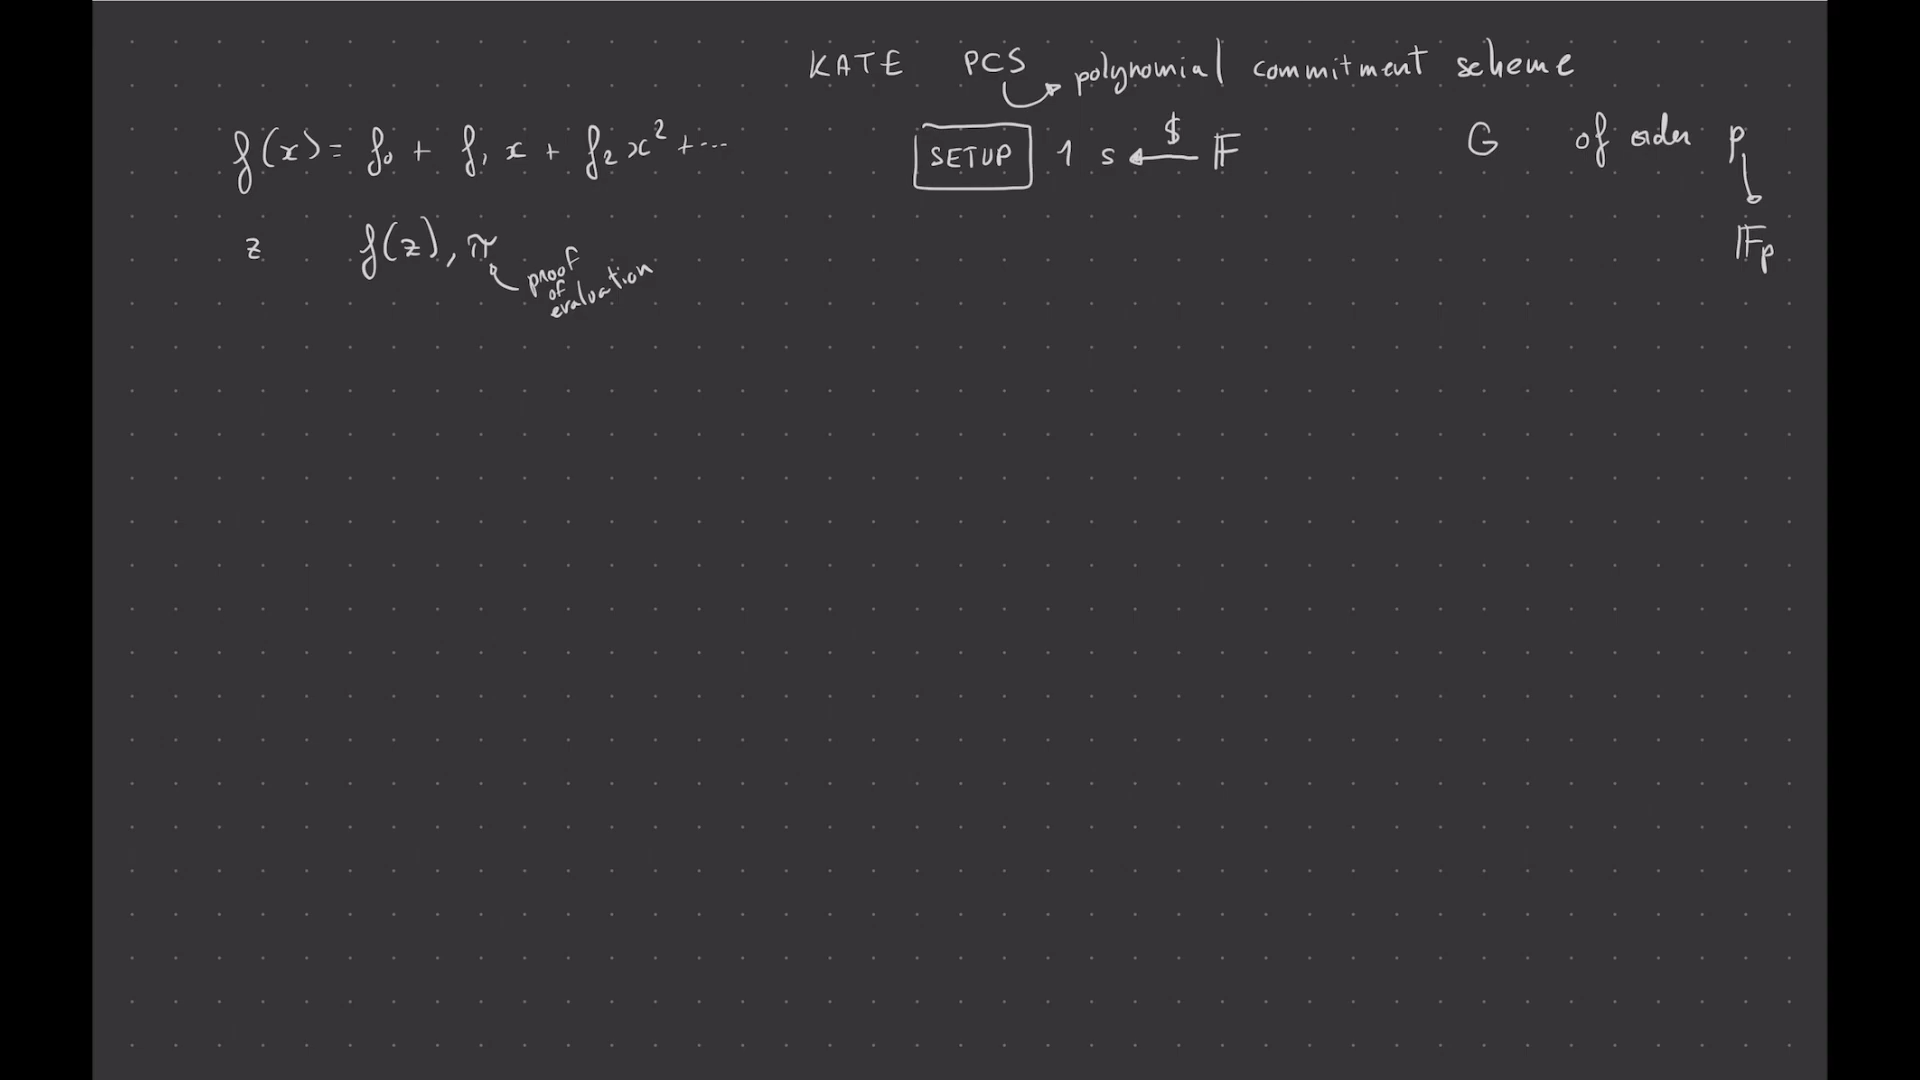 KATE PCS → polynomial commitment scheme
f(x) = f₀ + f₁ x + f₂ x² + ...
SETUP 1 s ←$ 𝔽
G of order p
z f(z), π
proof
of
evaluation
𝔽p